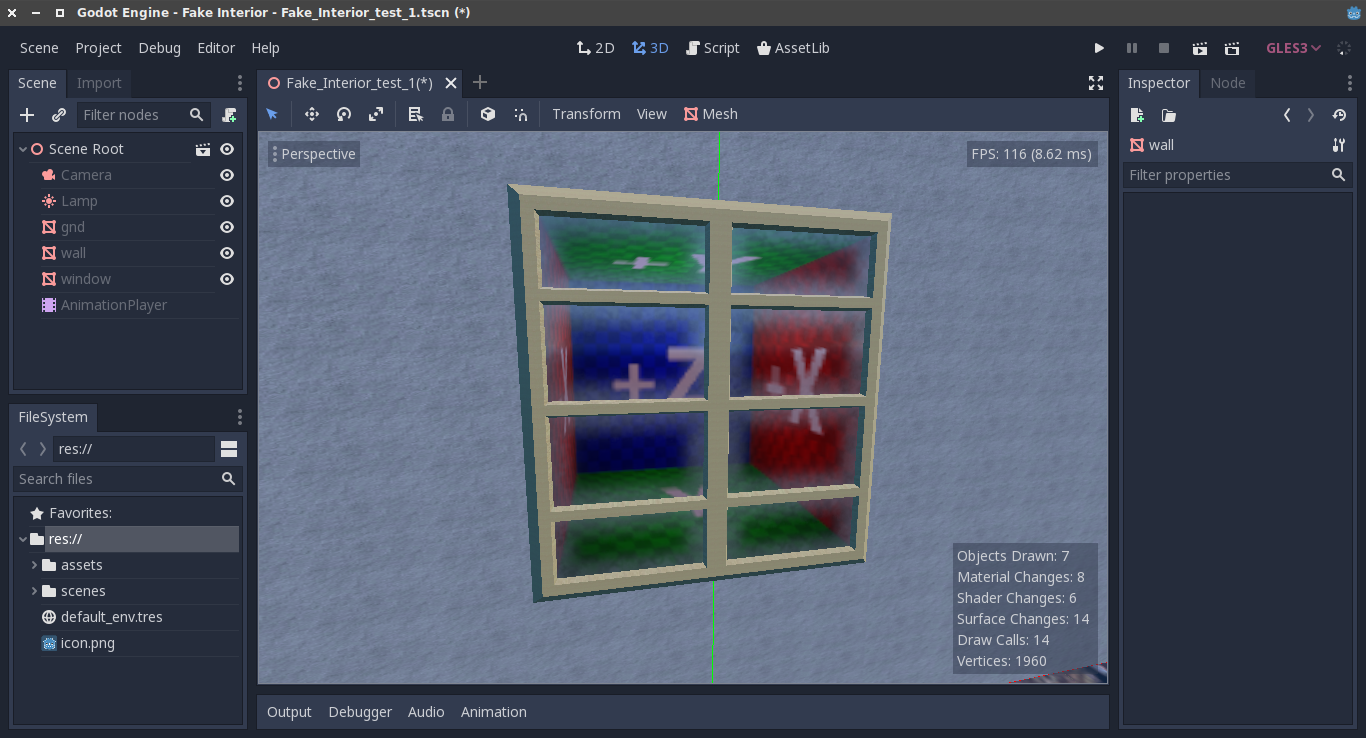 Godot Engine - Fake Interior - Fake_Interior_test_1.tscn (*)
Scene Project Debug Editor Help
2D 3D Script AssetLib
GLES3
Scene Import
Filter nodes
Scene Root
Camera
Lamp
gnd
wall
window
AnimationPlayer
FileSystem
res://
Search files
Favorites:
res://
assets
scenes
default_env.tres
icon.png
Fake_Interior_test_1(*)
Transform View Mesh
Perspective
FPS: 116 (8.62 ms)
+Z
+X
Objects Drawn: 7
Material Changes: 8
Shader Changes: 6
Surface Changes: 14
Draw Calls: 14
Vertices: 1960
Output Debugger Audio Animation
Inspector Node
wall
Filter properties